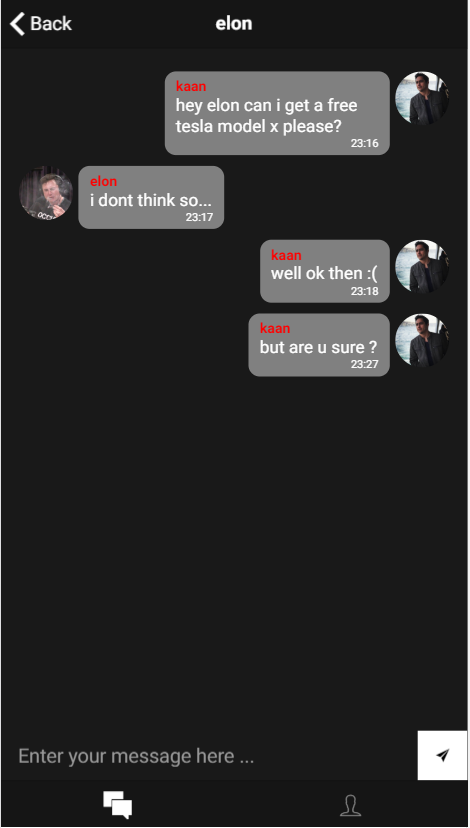 Back
elon
kaan
hey elon can i get a free
tesla model x please?
23:16
elon
i dont think so...
23:17
kaan
well ok then :(
23:18
kaan
but are u sure ?
23:27
Enter your message here ...